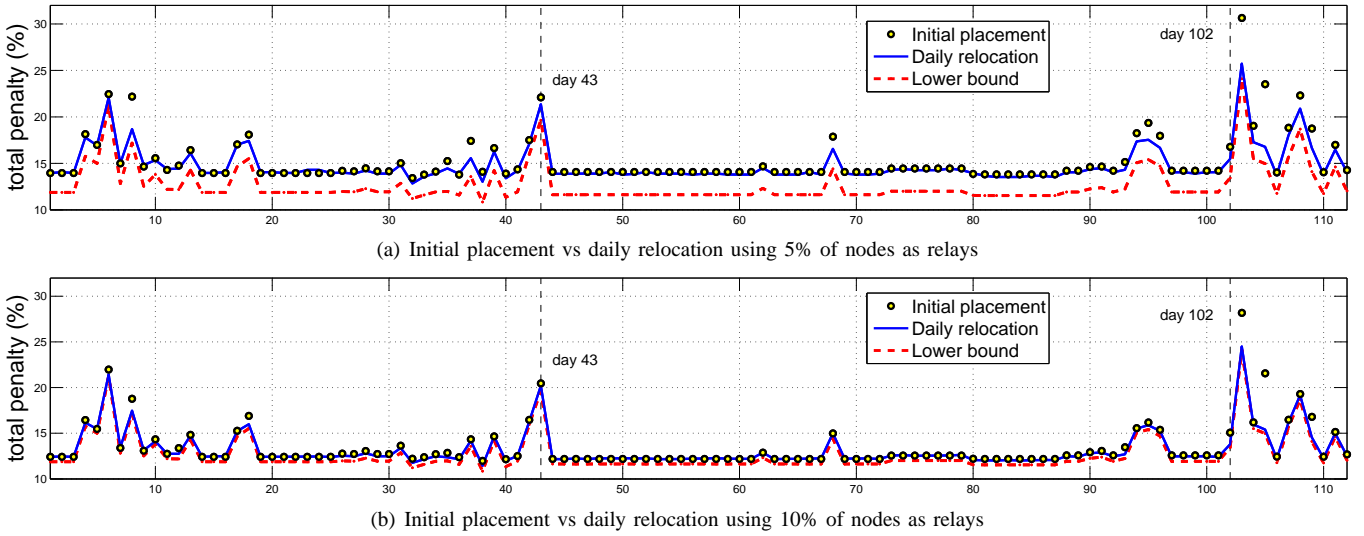 total penalty (%)
30
25
20
15
10
10 20 30 40 50 60 70 80 90 100 110
day 43
day 102
Initial placement
Daily relocation
Lower bound
(a) Initial placement vs daily relocation using 5% of nodes as relays
total penalty (%)
30
25
20
15
10
10 20 30 40 50 60 70 80 90 100 110
day 43
day 102
Initial placement
Daily relocation
Lower bound
(b) Initial placement vs daily relocation using 10% of nodes as relays